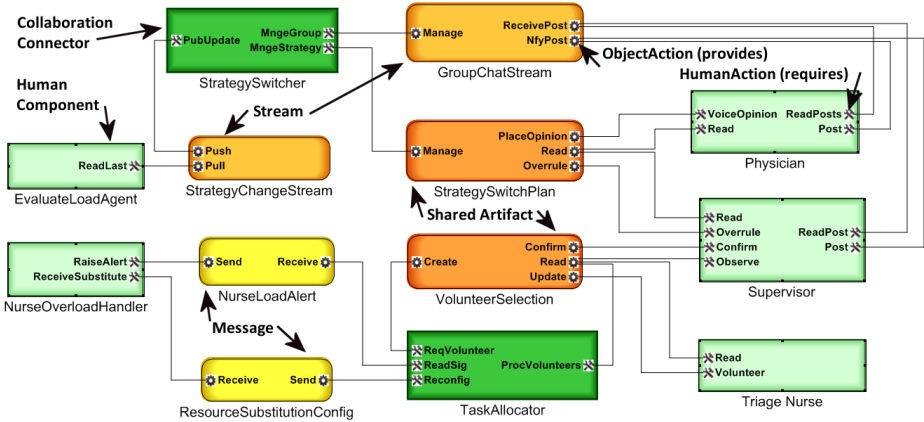 Collaboration
Connector
PubUpdate
MngeGroup
MngeStrategy
StrategySwitcher
Manage
ReceivePost
NfyPost
GroupChatStream
ObjectAction (provides)
HumanAction (requires)
Human
Component
Stream
ReadLast
EvaluateLoadAgent
Push
Pull
StrategyChangeStream
Manage
PlaceOpinion
Read
Overrule
StrategySwitchPlan
VoiceOpinion
Read
ReadPosts
Post
Physician
Shared Artifact
Read
Overrule
Confirm
Observe
ReadPost
Post
Supervisor
RaiseAlert
ReceiveSubstitute
NurseOverloadHandler
Send
Receive
NurseLoadAlert
Create
Confirm
Read
Update
VolunteerSelection
Message
Receive
Send
ResourceSubstitutionConfig
ReqVolunteer
ReadSig
Reconfig
ProcVolunteers
TaskAllocator
Read
Volunteer
Triage Nurse